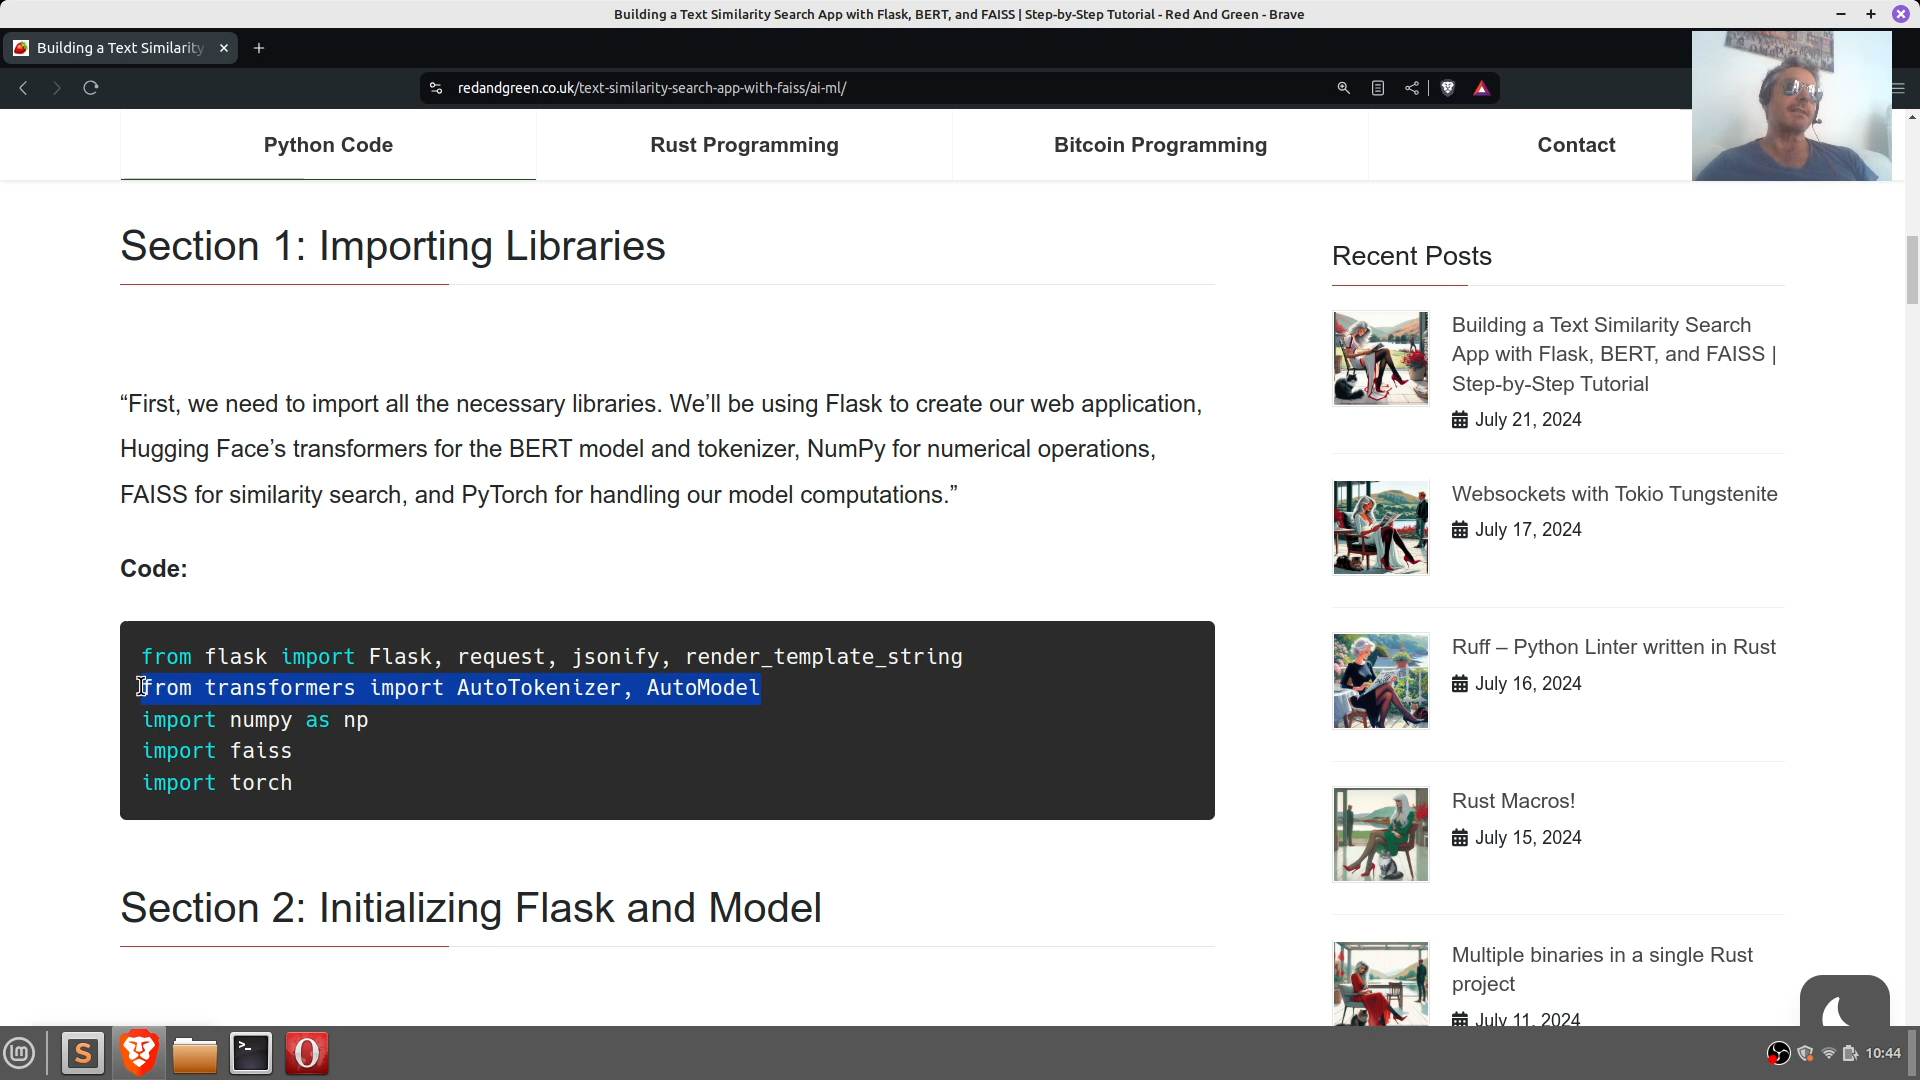 Building a Text Similarity Search App with Flask, BERT, and FAISS | Step-by-Step Tutorial - Red And Green - Brave
Building a Text Similarity
redandgreen.co.uk/text-similarity-search-app-with-faiss/ai-ml/
Python Code
Rust Programming
Bitcoin Programming
Contact
Section 1: Importing Libraries
“First, we need to import all the necessary libraries. We’ll be using Flask to create our web application,
Hugging Face’s transformers for the BERT model and tokenizer, NumPy for numerical operations,
FAISS for similarity search, and PyTorch for handling our model computations.”
Code:
from flask import Flask, request, jsonify, render_template_string
from transformers import AutoTokenizer, AutoModel
import numpy as np
import faiss
import torch
Section 2: Initializing Flask and Model
Recent Posts
Building a Text Similarity Search
App with Flask, BERT, and FAISS |
Step-by-Step Tutorial
July 21, 2024
Websockets with Tokio Tungstenite
July 17, 2024
Ruff – Python Linter written in Rust
July 16, 2024
Rust Macros!
July 15, 2024
Multiple binaries in a single Rust
project
July 11, 2024
10:44